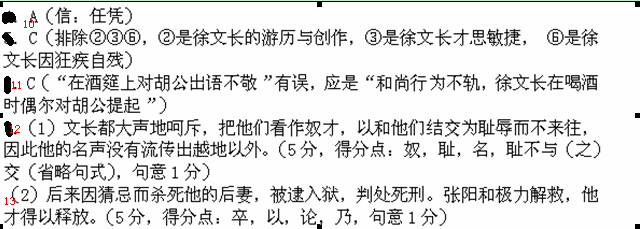 10 A（信：任凭）
C（排除②③⑥，②是徐文长的游历与创作，③是徐文长才思敏捷， ⑥是徐
文长因狂疾自残）
11 C（“在酒筵上对胡公出语不敬”有误，应是“和尚行为不轨，徐文长在喝酒
时偶尔对胡公提起”）
12（1）文长都大声地呵斥，把他们看作奴才，以和他们结交为耻辱而不来往，
因此他的名声没有流传出越地以外。（5分，得分点：奴，耻，名，耻不与（之）
交（省略句式），句意1分）
13（2）后来因猜忌而杀死他的后妻，被逮入狱，判处死刑。张阳和极力解救，他
才得以释放。（5分，得分点：卒，以，论，乃，句意1分）